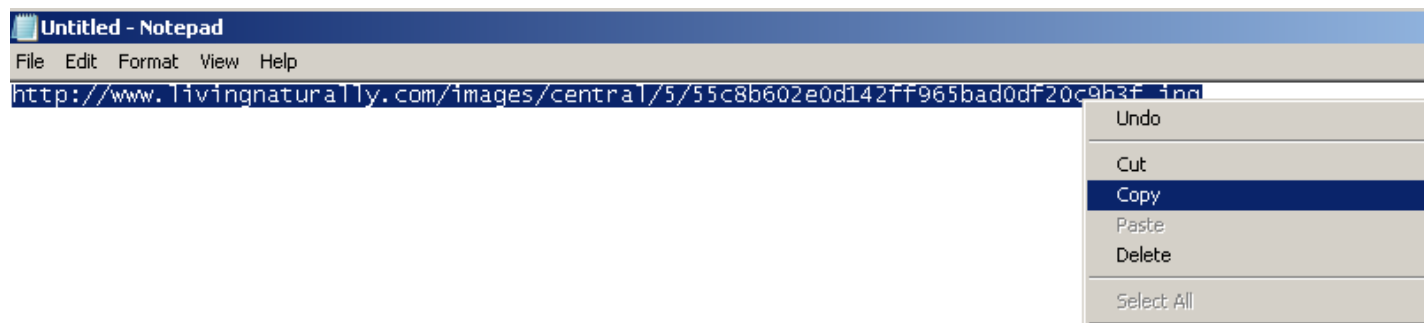 Untitled - Notepad
File Edit Format View Help
http://www.livingnaturally.com/images/central/5/55c8b602e0d142ff965bad0df20c9b3f.jpg
Undo
Cut
Copy
Paste
Delete
Select All